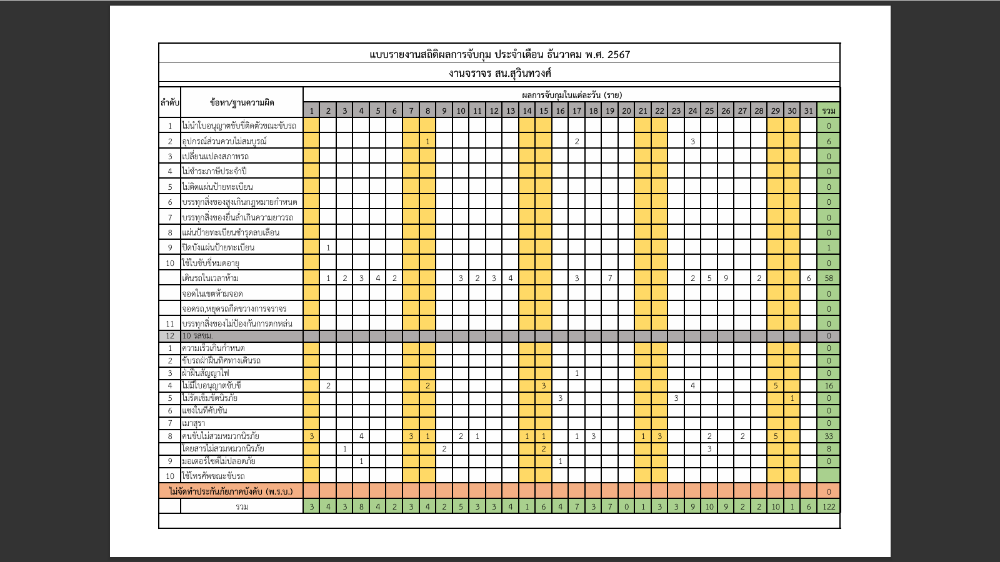 แบบรายงานสถิติผลการจับกุม ประจำเดือน ธันวาคม พ.ศ. 2567
งานจราจร สน.สุวินทวงศ์
ลำดับ ข้อหา/ฐานความผิด ผลการจับกุมในแต่ละวัน (ราย)
1 2 3 4 5 6 7 8 9 10 11 12 13 14 15 16 17 18 19 20 21 22 23 24 25 26 27 28 29 30 31 รวม
1 ไม่นำใบอนุญาตขับขี่ติดตัวขณะขับรถ 0
2 อุปกรณ์ส่วนควบไม่สมบูรณ์ 1 2 3 6
3 เปลี่ยนแปลงสภาพรถ 0
4 ไม่ชำระภาษีประจำปี 0
5 ไม่ติดแผ่นป้ายทะเบียน 0
6 บรรทุกสิ่งของสูงเกินกฎหมายกำหนด 0
7 บรรทุกสิ่งของยื่นล้ำเกินความยาวรถ 0
8 แผ่นป้ายทะเบียนชำรุดลบเลือน 0
9 ปิดบังแผ่นป้ายทะเบียน 1 1
10 ใช้ใบขับขี่หมดอายุ 0
เดินรถในเวลาห้าม 1 2 3 4 2 3 2 3 4 3 7 2 5 9 2 6 58
จอดในเขตห้ามจอด 0
จอดรถ,หยุดรถกีดขวางการจราจร 0
11 บรรทุกสิ่งของไม่ป้องกันการตกหล่น 0
12 10 รสขม. 0
1 ความเร็วเกินกำหนด 0
2 ขับรถฝ่าฝืนทิศทางเดินรถ 0
3 ฝ่าฝืนสัญญาไฟ 1 0
4 ไม่มีใบอนุญาตขับขี่ 2 2 3 4 5 16
5 ไม่รัดเข็มขัดนิรภัย 3 3 1 0
6 แซงในที่คับขัน 0
7 เมาสุรา 0
8 คนขับไม่สวมหมวกนิรภัย 3 4 3 1 2 1 1 1 1 3 1 3 2 2 5 33
โดยสารไม่สวมหมวกนิรภัย 1 2 2 3 8
9 มอเตอร์ไซต์ไม่ปลอดภัย 1 1 0
10 ใช้โทรศัพขณะขับรถ
ไม่จัดทำประกันภัยภาคบังคับ (พ.ร.บ.) 0
รวม 3 4 3 8 4 2 3 4 2 5 3 3 4 1 6 4 7 3 7 0 1 3 3 9 10 9 2 2 10 1 6 122